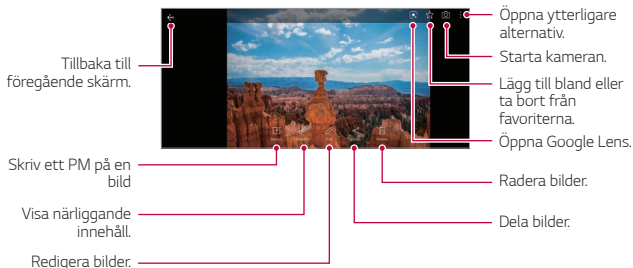 Tillbaka till
föregående skärm.
Skriv ett PM på en
bild
Visa närliggande
innehåll.
Redigera bilder.
Öppna ytterligare
alternativ.
Starta kameran.
Lägg till bland eller
ta bort från
favoriterna.
Öppna Google Lens.
Radera bilder.
Dela bilder.